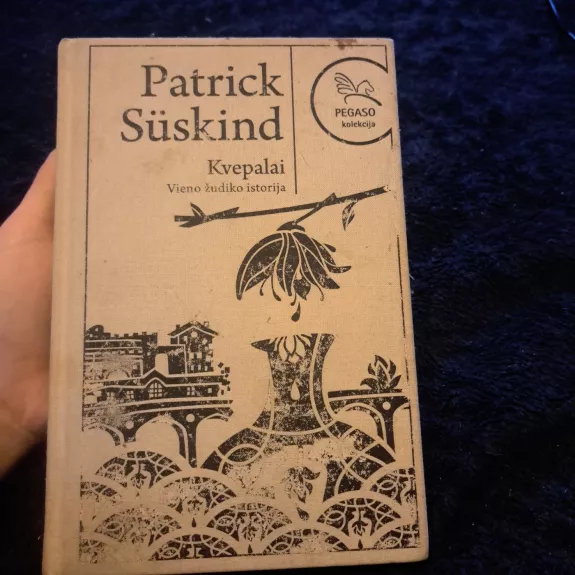 Patrick
Süskind
Kvepalai
Vieno žudiko istorija
PEGASO
kolekcija